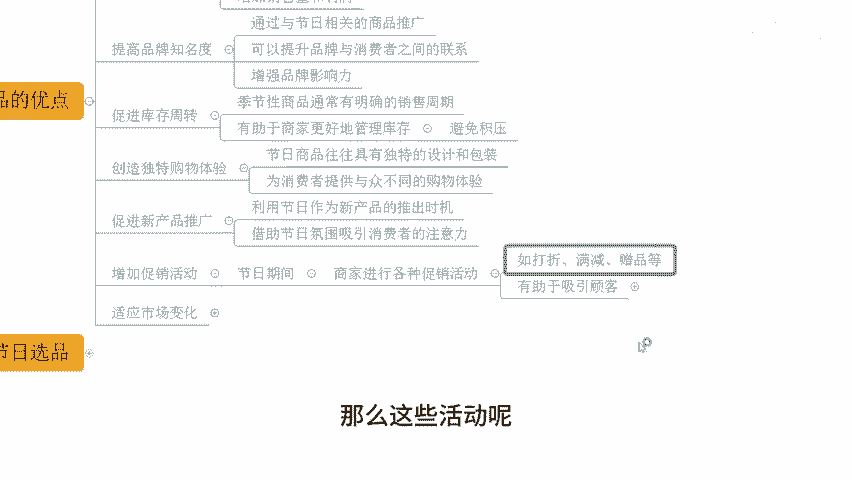 通过与节日相关的商品推广
提高品牌知名度
可以提升品牌与消费者之间的联系
增强品牌影响力
品的优点
季节性商品通常有明确的销售周期
促进库存周转
有助于商家更好地管理库存 避免积压
节日商品往往具有独特的设计和包装
创造独特购物体验
为消费者提供与众不同的购物体验
利用节日作为新产品的推出时机
促进新产品推广
借助节日氛围吸引消费者的注意力
如打折、满减、赠品等
增加促销活动 节日期间 商家进行各种促销活动
有助于吸引顾客
适应市场变化
节日选品
那么这些活动呢